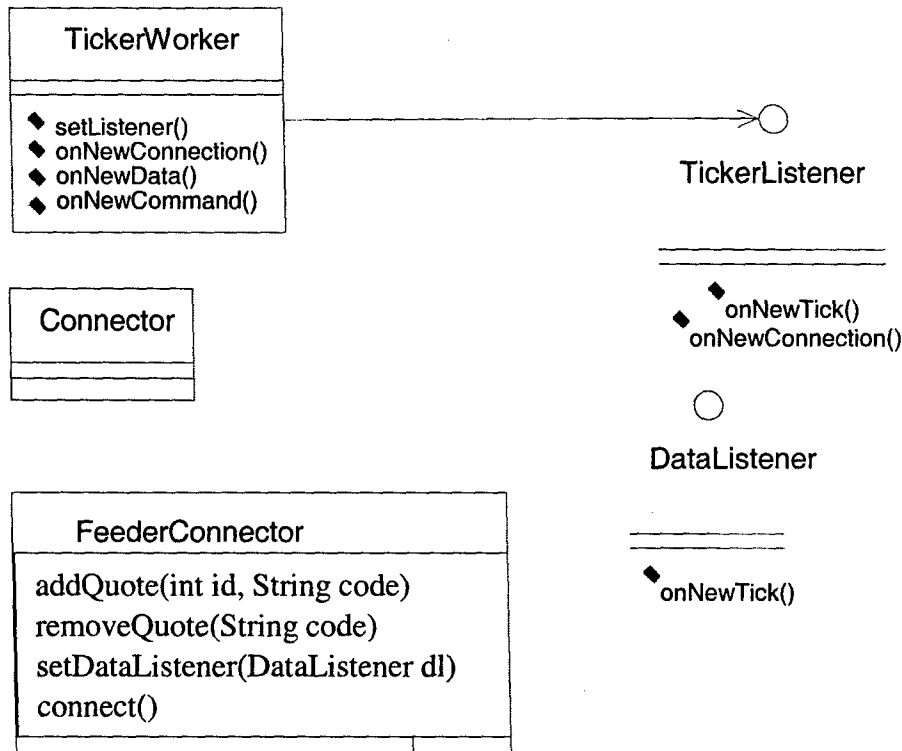 TickerWorker
setListener()
onNewConnection()
onNewData()
onNewCommand()
TickerListener
onNewTick()
onNewConnection()
Connector
DataListener
onNewTick()
FeederConnector
addQuote(int id, String code)
removeQuote(String code)
setDataListener(DataListener dl)
connect()